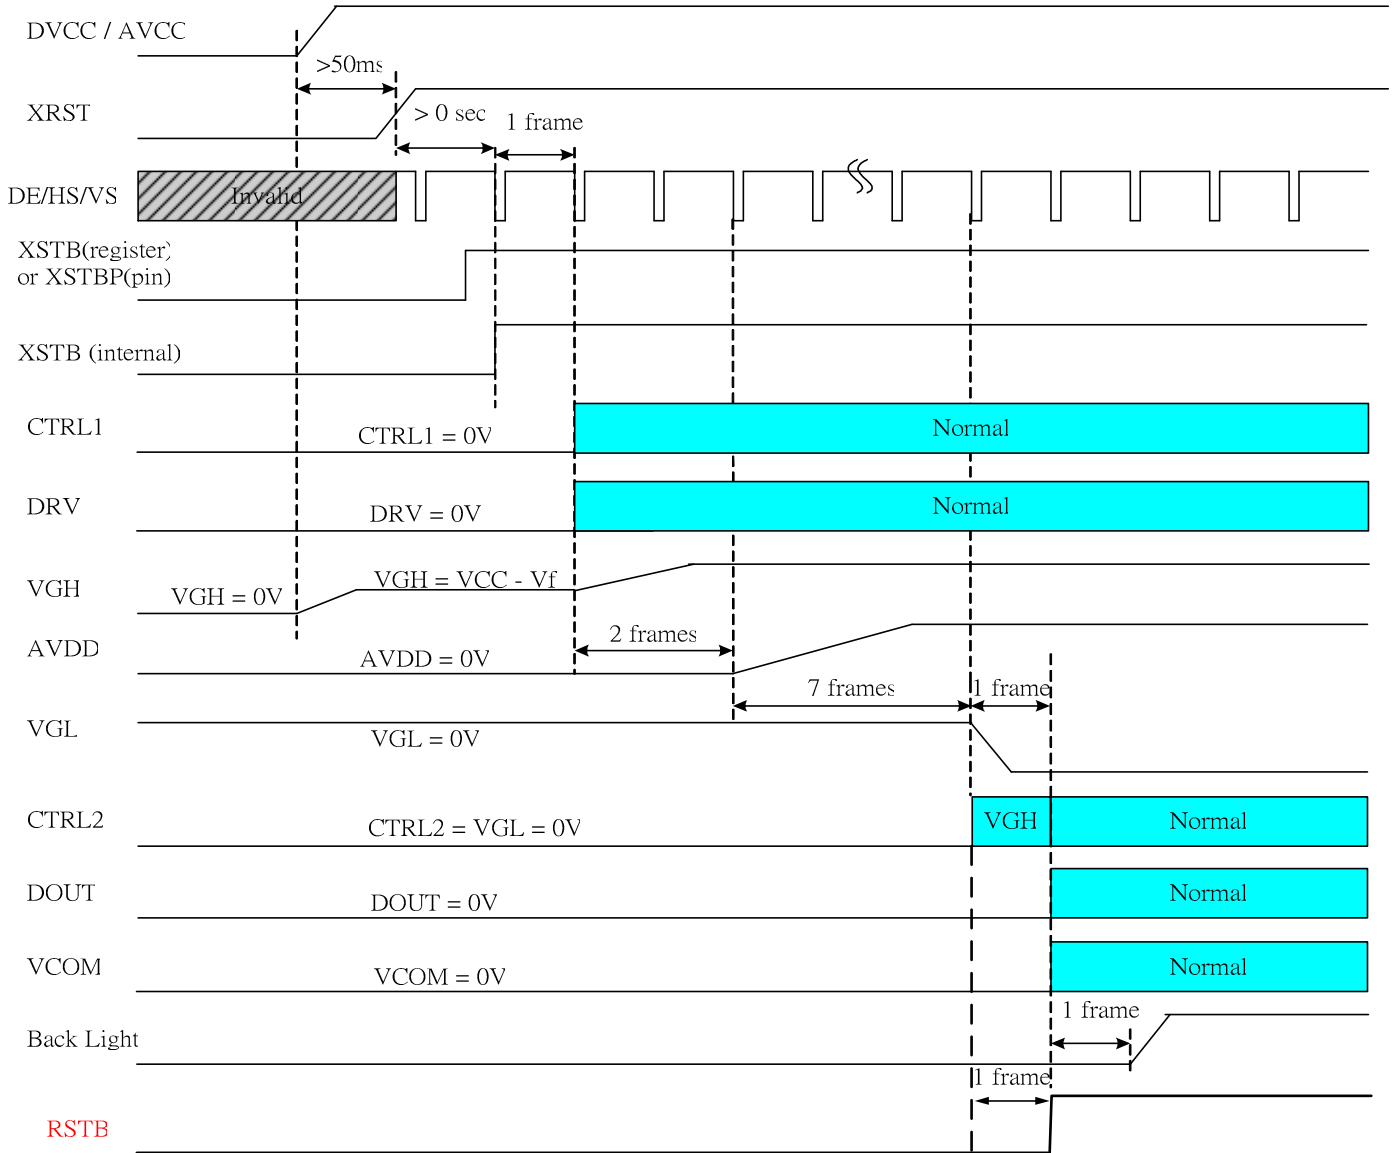 DVCC / AVCC
>50ms
XRST
> 0 sec
1 frame
DE/HS/VS
Invalid
XSTB(register)
or XSTBP(pin)
XSTB (internal)
CTRL1
CTRL1 = 0V
Normal
DRV
DRV = 0V
Normal
VGH
VGH = 0V
VGH = VCC - Vf
AVDD
AVDD = 0V
2 frames
7 frames
1 frame
VGL
VGL = 0V
CTRL2
CTRL2 = VGL = 0V
VGH
Normal
DOUT
DOUT = 0V
Normal
VCOM
VCOM = 0V
Normal
1 frame
Back Light
1 frame
RSTB